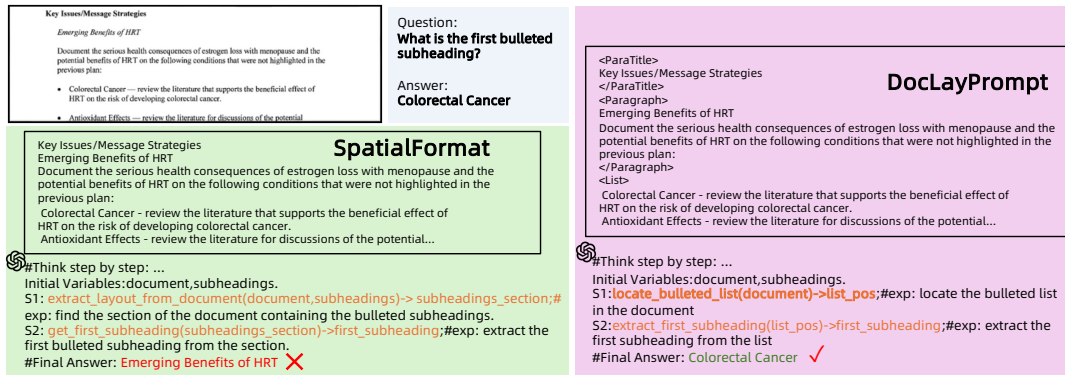 Key Issues/Message Strategies
Emerging Benefits of HRT
Document the serious health consequences of estrogen loss with menopause and the
potential benefits of HRT on the following conditions that were not highlighted in the
previous plan:
• Colorectal Cancer — review the literature that supports the beneficial effect of
HRT on the risk of developing colorectal cancer.
• Antioxidant Effects — review the literature for discussions of the potential
Question:
What is the first bulleted
subheading?
Answer:
Colorectal Cancer
SpatialFormat
Key Issues/Message Strategies
Emerging Benefits of HRT
Document the serious health consequences of estrogen loss with menopause and the
potential benefits of HRT on the following conditions that were not highlighted in the
previous plan:
Colorectal Cancer - review the literature that supports the beneficial effect of
HRT on the risk of developing colorectal cancer.
Antioxidant Effects - review the literature for discussions of the potential...
#Think step by step: ...
Initial Variables:document,subheadings.
S1: extract_layout_from_document(document,subheadings)-> subheadings_section;#
exp: find the section of the document containing the bulleted subheadings.
S2: get_first_subheading(subheadings_section)->first_subheading;#exp: extract the
first bulleted subheading from the section.
#Final Answer: Emerging Benefits of HRT
DocLayPrompt
<ParaTitle>
Key Issues/Message Strategies
</ParaTitle>
<Paragraph>
Emerging Benefits of HRT
Document the serious health consequences of estrogen loss with menopause and the
potential benefits of HRT on the following conditions that were not highlighted in the
previous plan:
</Paragraph>
<List>
Colorectal Cancer - review the literature that supports the beneficial effect of
HRT on the risk of developing colorectal cancer.
Antioxidant Effects - review the literature for discussions of the potential...
#Think step by step: ...
Initial Variables:document,subheadings.
S1:locate_bulleted_list(document)->list_pos;#exp: locate the bulleted list
in the document
S2:extract_first_subheading(list_pos)->first_subheading;#exp: extract the
first subheading from the list
#Final Answer: Colorectal Cancer